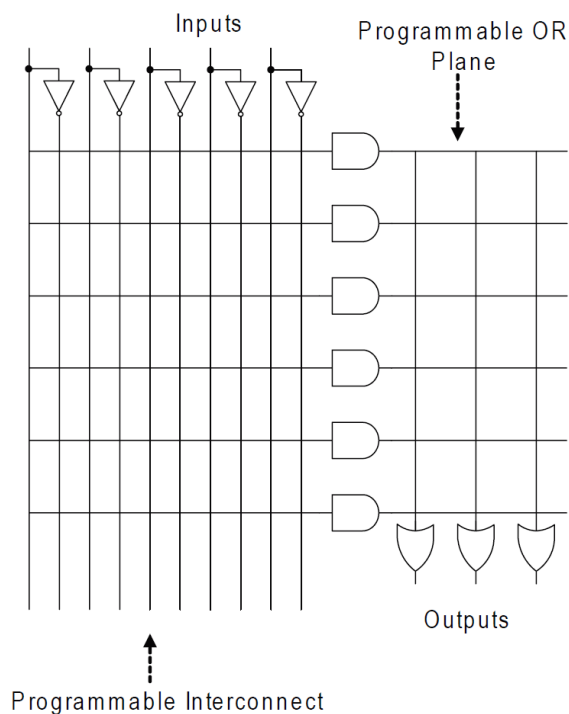 Inputs
Programmable OR
Plane
Outputs
Programmable Interconnect